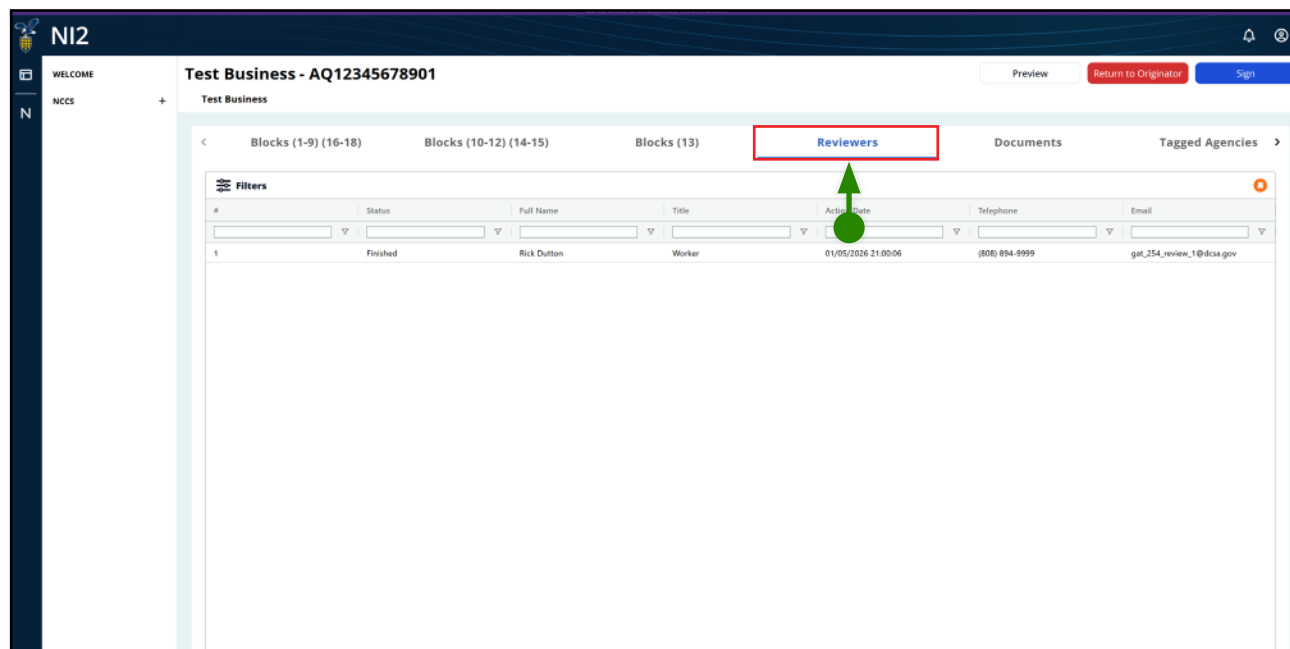 NI2
WELCOME
Test Business - AQ12345678901
Preview
Return to Originator
Sign
NCCS +
Test Business
N
Blocks (1-9) (16-18)
Blocks (10-12) (14-15)
Blocks (13)
Reviewers
Documents
Tagged Agencies
Filters
# Status Full Name Title Action Date Telephone Email
1 Finished Rick Dutton Worker 01/05/2026 21:00:06 (808) 894-9999 gat_254_review_1@dcsa.gov